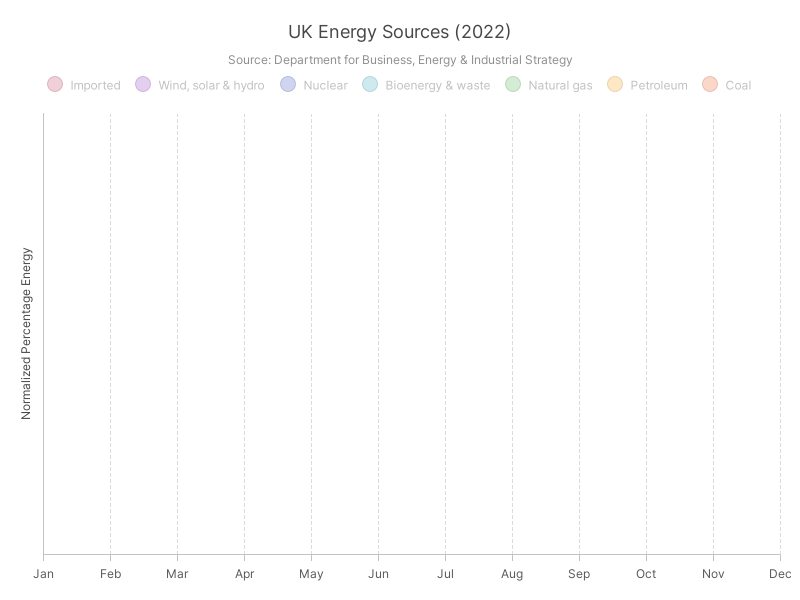 UK Energy Sources (2022)
Source: Department for Business, Energy & Industrial Strategy
Imported Wind, solar & hydro Nuclear Bioenergy & waste Natural gas Petroleum Coal
Normalized Percentage Energy
Jan Feb Mar Apr May Jun Jul Aug Sep Oct Nov Dec